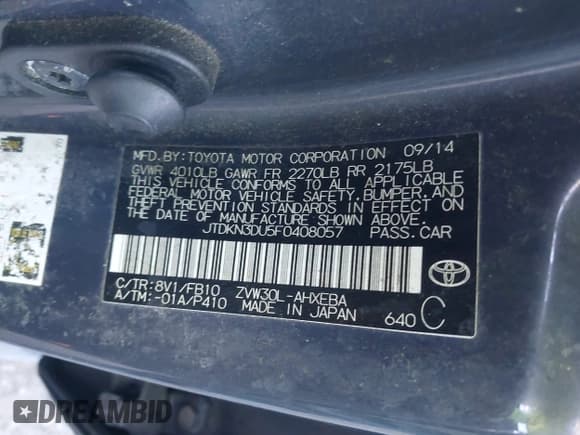 MFD.BY:TOYOTA MOTOR CORPORATION 09/14
GVWR 4010LB GAWR FR 2270LB RR 2175LB
THIS VEHICLE CONFORMS TO ALL APPLICABLE
FEDERAL MOTOR VEHICLE SAFETY,BUMPER,AND
THEFT PREVENTION STANDARDS IN EFFECT ON
THE DATE OF MANUFACTURE SHOWN ABOVE.
JTDKN3DU5F0408057 PASS.CAR
C/TR:8V1/FB10 ZVW30L-AHXEBA
A/TM:-01A/P410 MADE IN JAPAN
640 C
DREAMBID